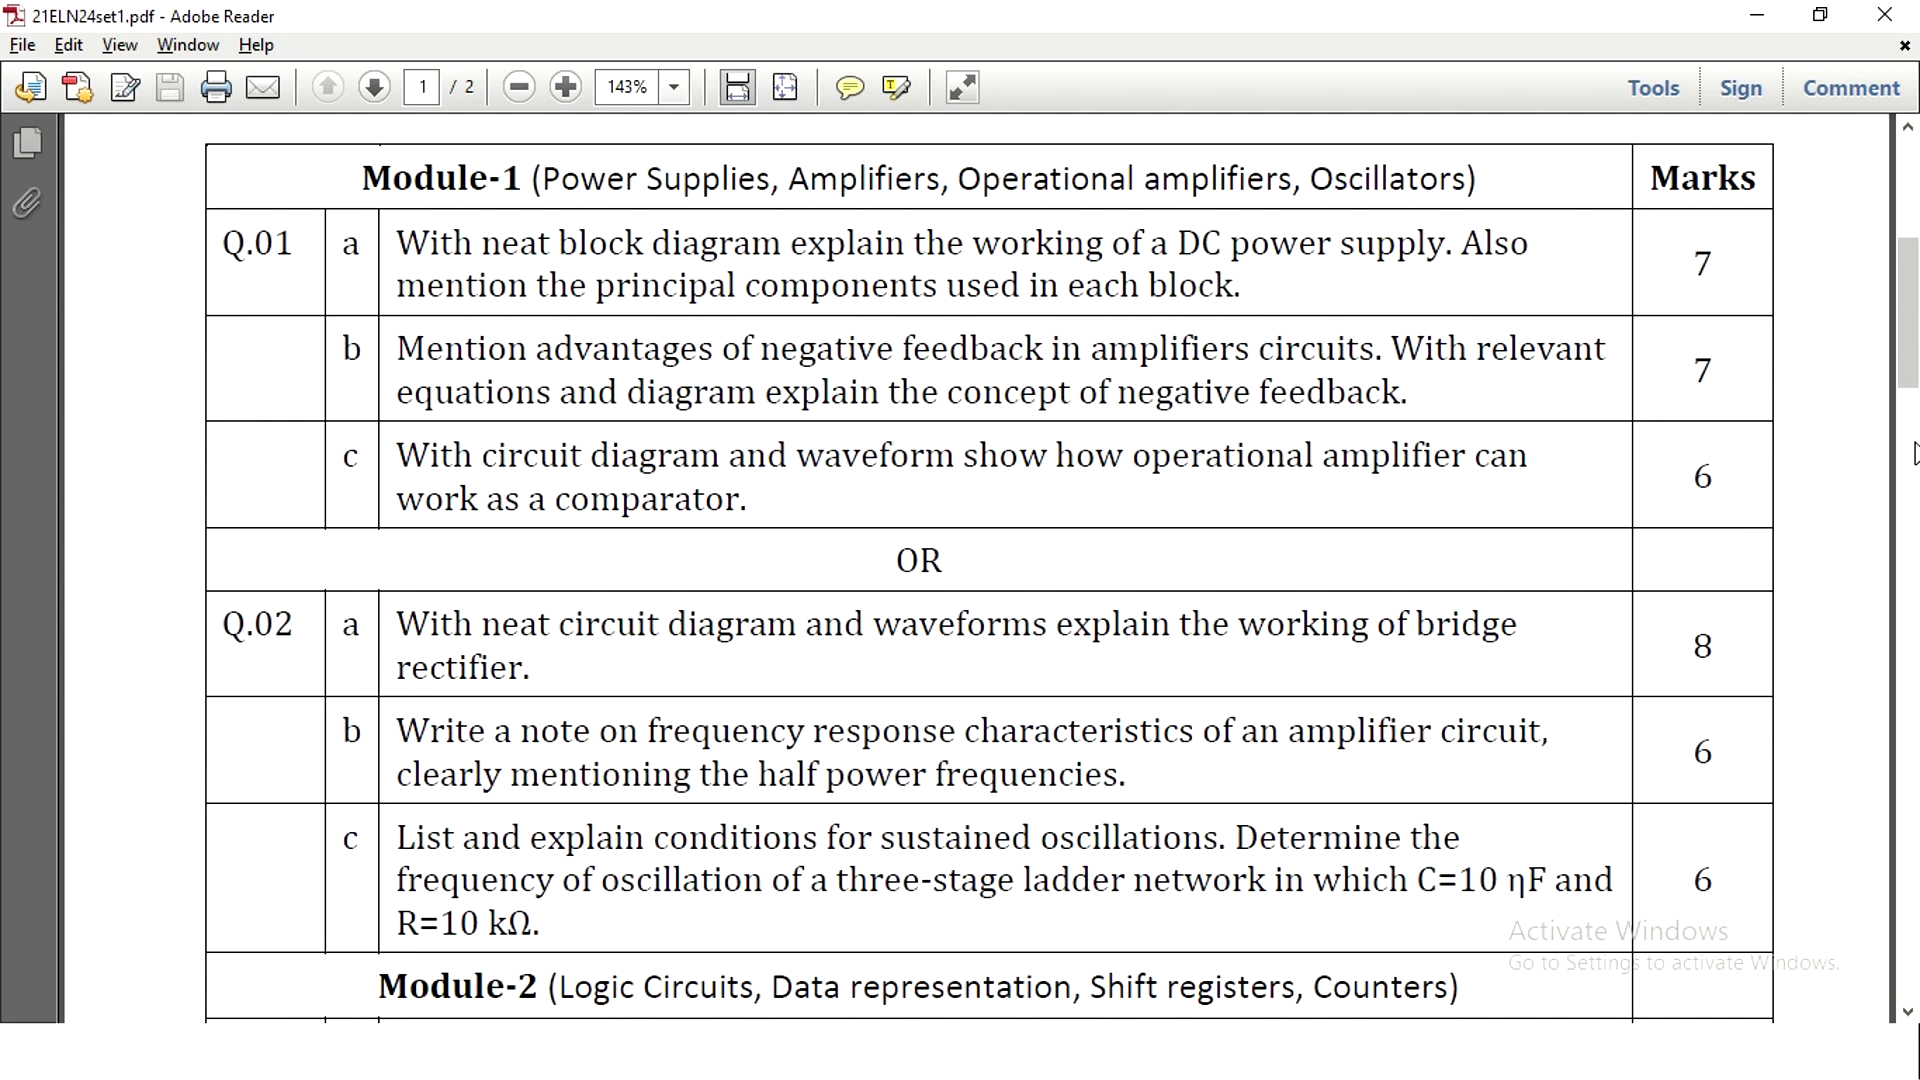 21ELN24set1.pdf - Adobe Reader
File Edit View Window Help
1 / 2 143% Tools Sign Comment
Module-1 (Power Supplies, Amplifiers, Operational amplifiers, Oscillators) Marks
Q.01 a With neat block diagram explain the working of a DC power supply. Also
mention the principal components used in each block.
7
b Mention advantages of negative feedback in amplifiers circuits. With relevant
equations and diagram explain the concept of negative feedback.
7
c With circuit diagram and waveform show how operational amplifier can
work as a comparator.
6
OR
Q.02 a With neat circuit diagram and waveforms explain the working of bridge
rectifier.
8
b Write a note on frequency response characteristics of an amplifier circuit,
clearly mentioning the half power frequencies.
6
c List and explain conditions for sustained oscillations. Determine the
frequency of oscillation of a three-stage ladder network in which C=10 ηF and
R=10 kΩ.
6
Activate Windows
Go to Settings to activate Windows.
Module-2 (Logic Circuits, Data representation, Shift registers, Counters)